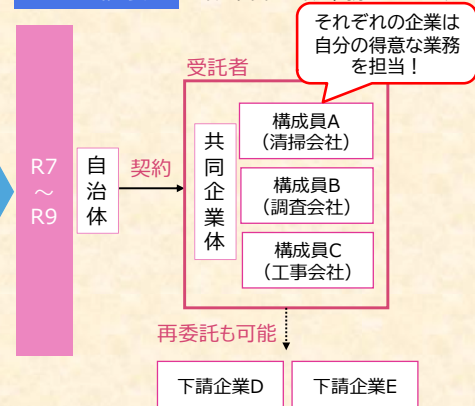 それぞれの企業は
自分の得意な業務
を担当！
受託者
R7
～
R9
自治体
契約
共同企業体
構成員A
（清掃会社）
構成員B
（調査会社）
構成員C
（工事会社）
再委託も可能
下請企業D
下請企業E